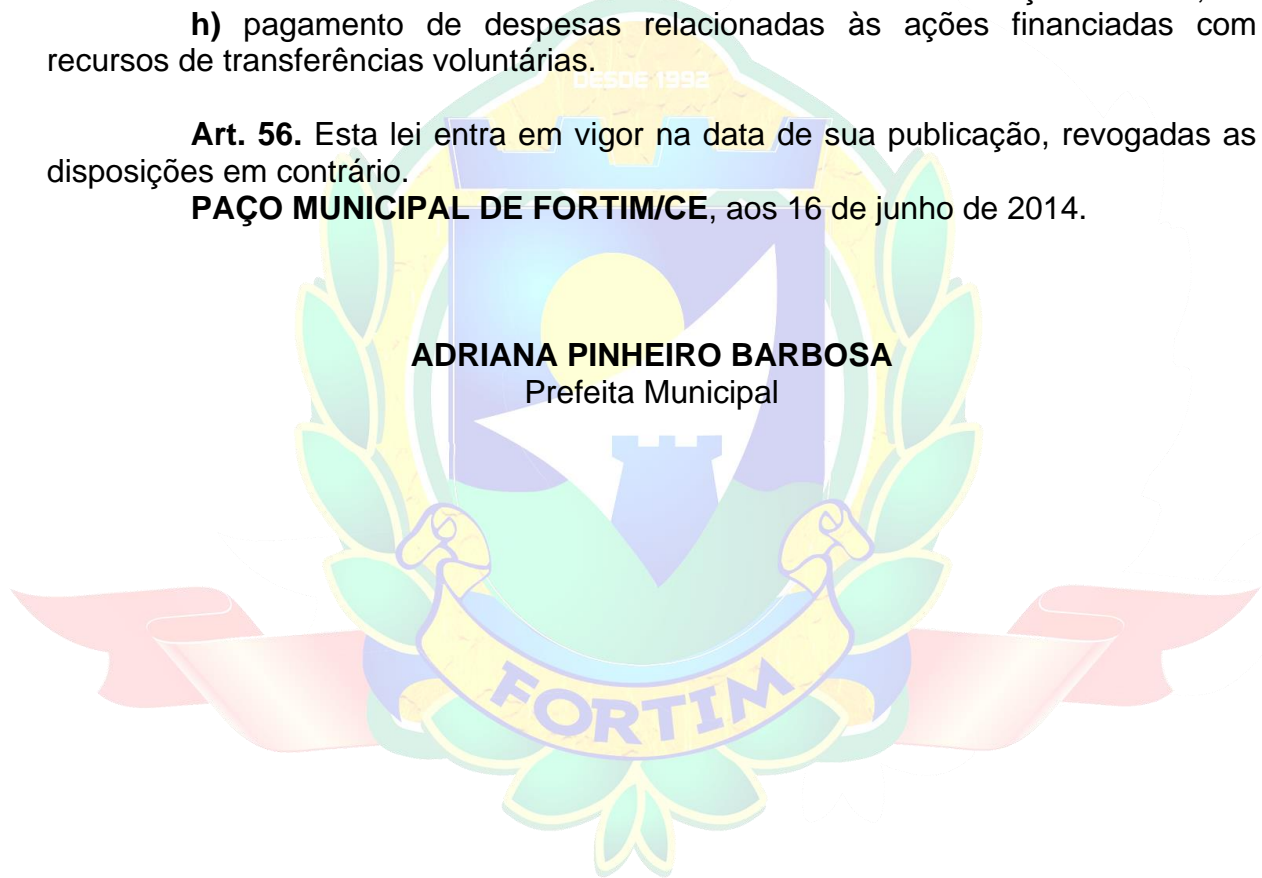 h) pagamento de despesas relacionadas às ações financiadas com
recursos de transferências voluntárias.
DESDE 1992
Art. 56. Esta lei entra em vigor na data de sua publicação, revogadas as
disposições em contrário.
PAÇO MUNICIPAL DE FORTIM/CE, aos 16 de junho de 2014.
ADRIANA PINHEIRO BARBOSA
Prefeita Municipal
FORTIM